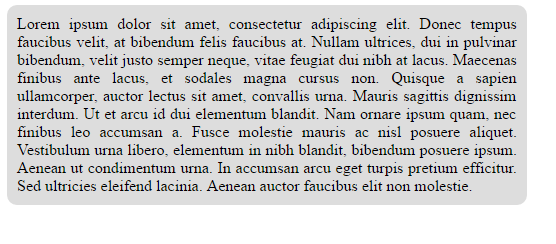 Lorem ipsum dolor sit amet, consectetur adipiscing elit. Donec tempus
faucibus velit, at bibendum felis faucibus at. Nullam ultrices, dui in pulvinar
bibendum, velit justo semper neque, vitae feugiat dui nibh at lacus. Maecenas
finibus ante lacus, et sodales magna cursus non. Quisque a sapien
ullamcorper, auctor lectus sit amet, convallis urna. Mauris sagittis dignissim
interdum. Ut et arcu id dui elementum blandit. Nam ornare ipsum quam, nec
finibus leo accumsan a. Fusce molestie mauris ac nisl posuere aliquet.
Vestibulum urna libero, elementum in nibh blandit, bibendum posuere ipsum.
Aenean ut condimentum urna. In accumsan arcu eget turpis pretium efficitur.
Sed ultricies eleifend lacinia. Aenean auctor faucibus elit non molestie.